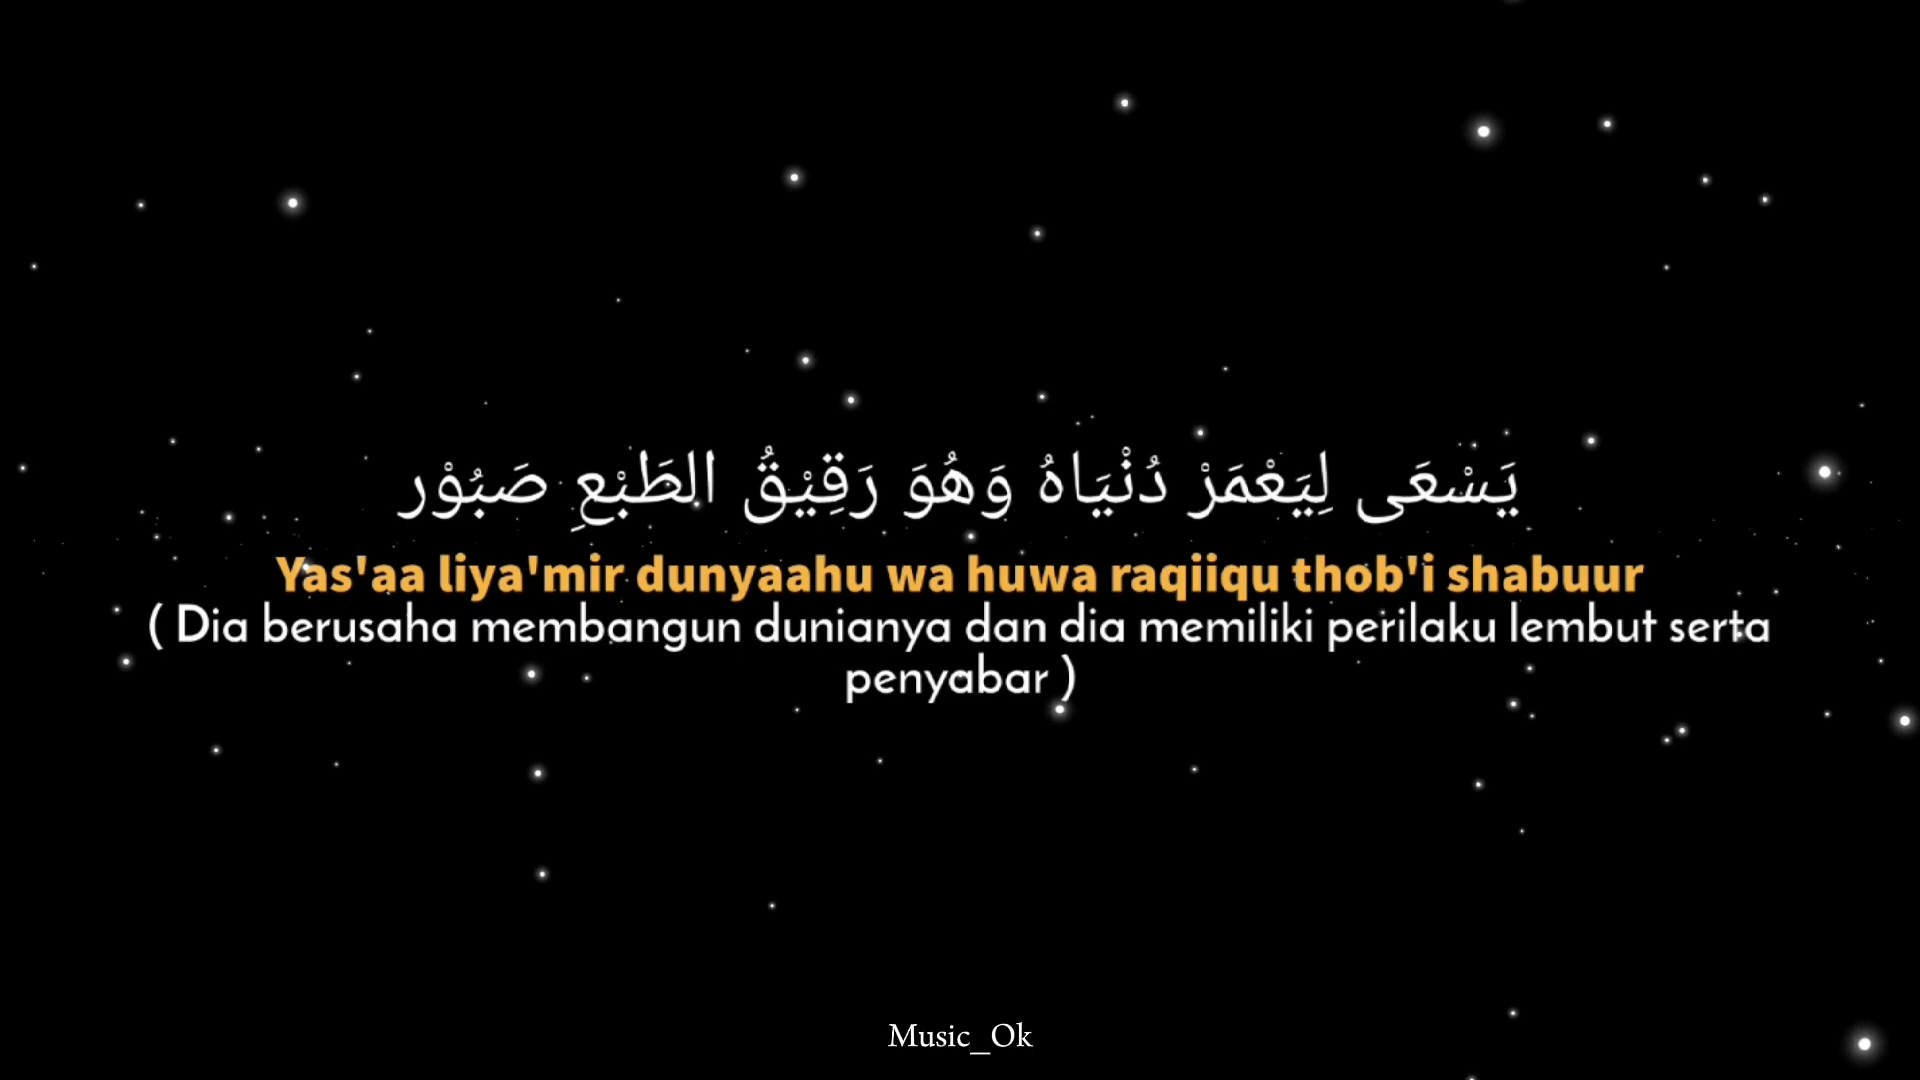 يَسْعَى لِيَعْمَرْ دُنْيَاهُ وَهُوَ رَقِيْقُ الطَبْعِ صَبُوْر
Yas'aa liya'mir dunyaahu wa huwa raqiiqu thob'i shabuur
( Dia berusaha membangun dunianya dan dia memiliki perilaku lembut serta
penyabar )
Music_Ok